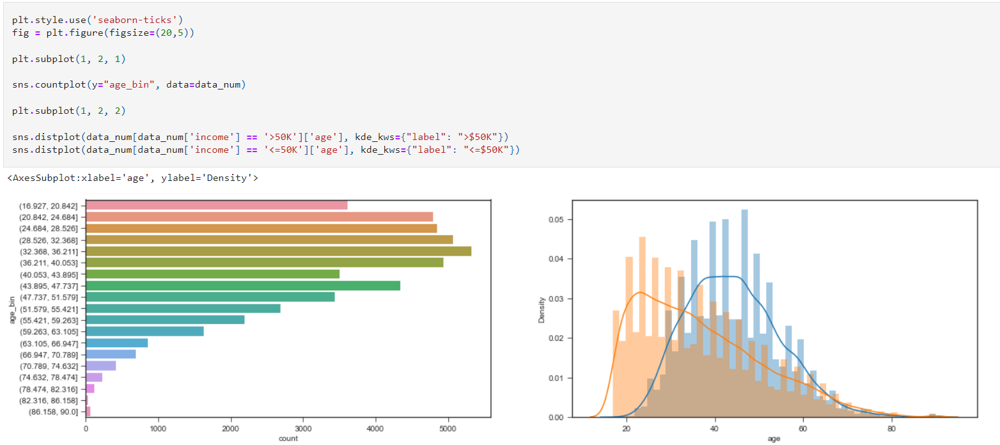 plt.style.use('seaborn-ticks')
fig = plt.figure(figsize=(20,5))
plt.subplot(1, 2, 1)
sns.countplot(y="age_bin", data=data_num)
plt.subplot(1, 2, 2)
sns.distplot(data_num[data_num['income'] == '>50K']['age'], kde_kws={"label": ">$50K"})
sns.distplot(data_num[data_num['income'] == '<=50K']['age'], kde_kws={"label": "<=$50K"})
<AxesSubplot:xlabel='age', ylabel='Density'>
age_bin
(16.927, 20.842]
(20.842, 24.684]
(24.684, 28.526]
(28.526, 32.368]
(32.368, 36.211]
(36.211, 40.053]
(40.053, 43.895]
(43.895, 47.737]
(47.737, 51.579]
(51.579, 55.421]
(55.421, 59.263]
(59.263, 63.105]
(63.105, 66.947]
(66.947, 70.789]
(70.789, 74.632]
(74.632, 78.474]
(78.474, 82.316]
(82.316, 86.158]
(86.158, 90.0]
0 1000 2000 3000 4000 5000
count
Density
0.05
0.04
0.03
0.02
0.01
0.00
20 40 60 80
age